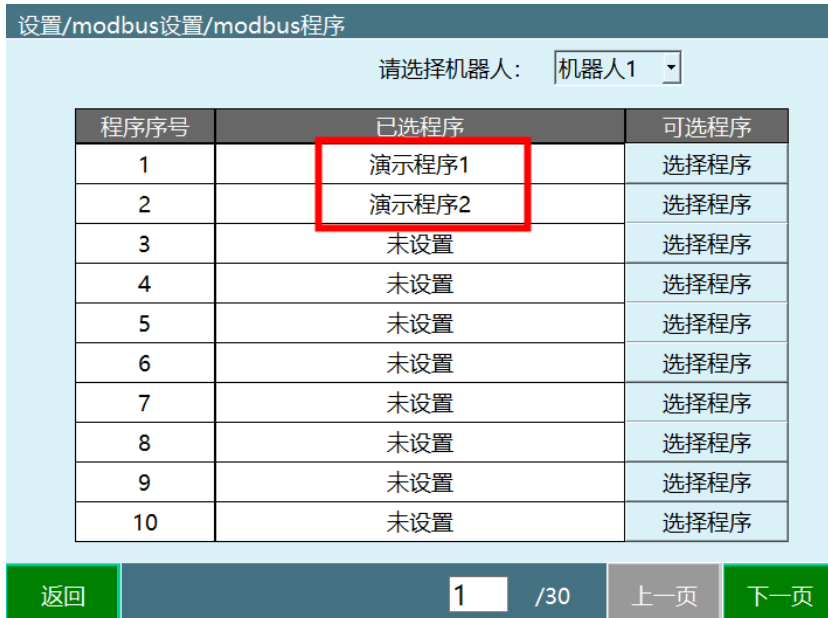 设置/modbus设置/modbus程序
请选择机器人： 机器人1
程序序号 已选程序 可选程序
1 演示程序1 选择程序
2 演示程序2 选择程序
3 未设置 选择程序
4 未设置 选择程序
5 未设置 选择程序
6 未设置 选择程序
7 未设置 选择程序
8 未设置 选择程序
9 未设置 选择程序
10 未设置 选择程序
返回 1 /30 上一页 下一页